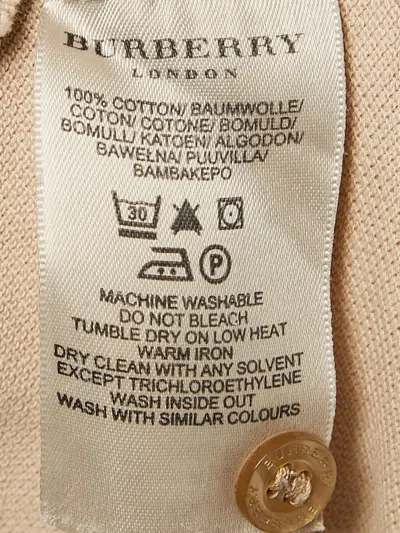 BURBERRY
LONDON
100% COTTON/ BAUMWOLLE/
COTON/ COTONE/ BOMULD/
BOMULL/ KATOEN/ ALGODON/
BAWEŁNA/ PUUVILLA/
BAMBAKEPO
30
P
MACHINE WASHABLE
DO NOT BLEACH
TUMBLE DRY ON LOW HEAT
WARM IRON
DRY CLEAN WITH ANY SOLVENT
EXCEPT TRICHLOROETHYLENE
WASH INSIDE OUT
WASH WITH SIMILAR COLOURS
BURBERRY